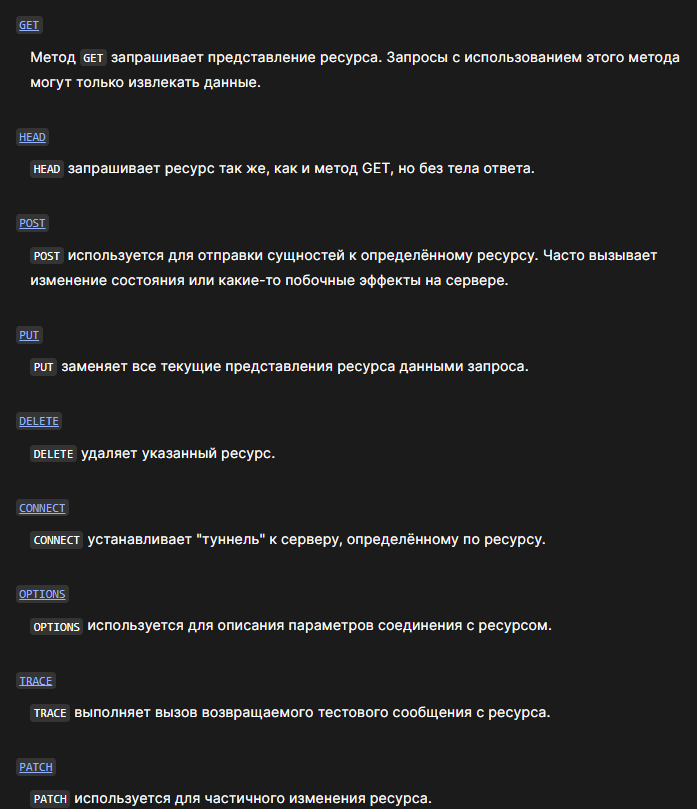 GET
Метод GET запрашивает представление ресурса. Запросы с использованием этого метода
могут только извлекать данные.
HEAD
HEAD запрашивает ресурс так же, как и метод GET, но без тела ответа.
POST
POST используется для отправки сущностей к определённому ресурсу. Часто вызывает
изменение состояния или какие-то побочные эффекты на сервере.
PUT
PUT заменяет все текущие представления ресурса данными запроса.
DELETE
DELETE удаляет указанный ресурс.
CONNECT
CONNECT устанавливает "туннель" к серверу, определённому по ресурсу.
OPTIONS
OPTIONS используется для описания параметров соединения с ресурсом.
TRACE
TRACE выполняет вызов возвращаемого тестового сообщения с ресурса.
PATCH
PATCH используется для частичного изменения ресурса.